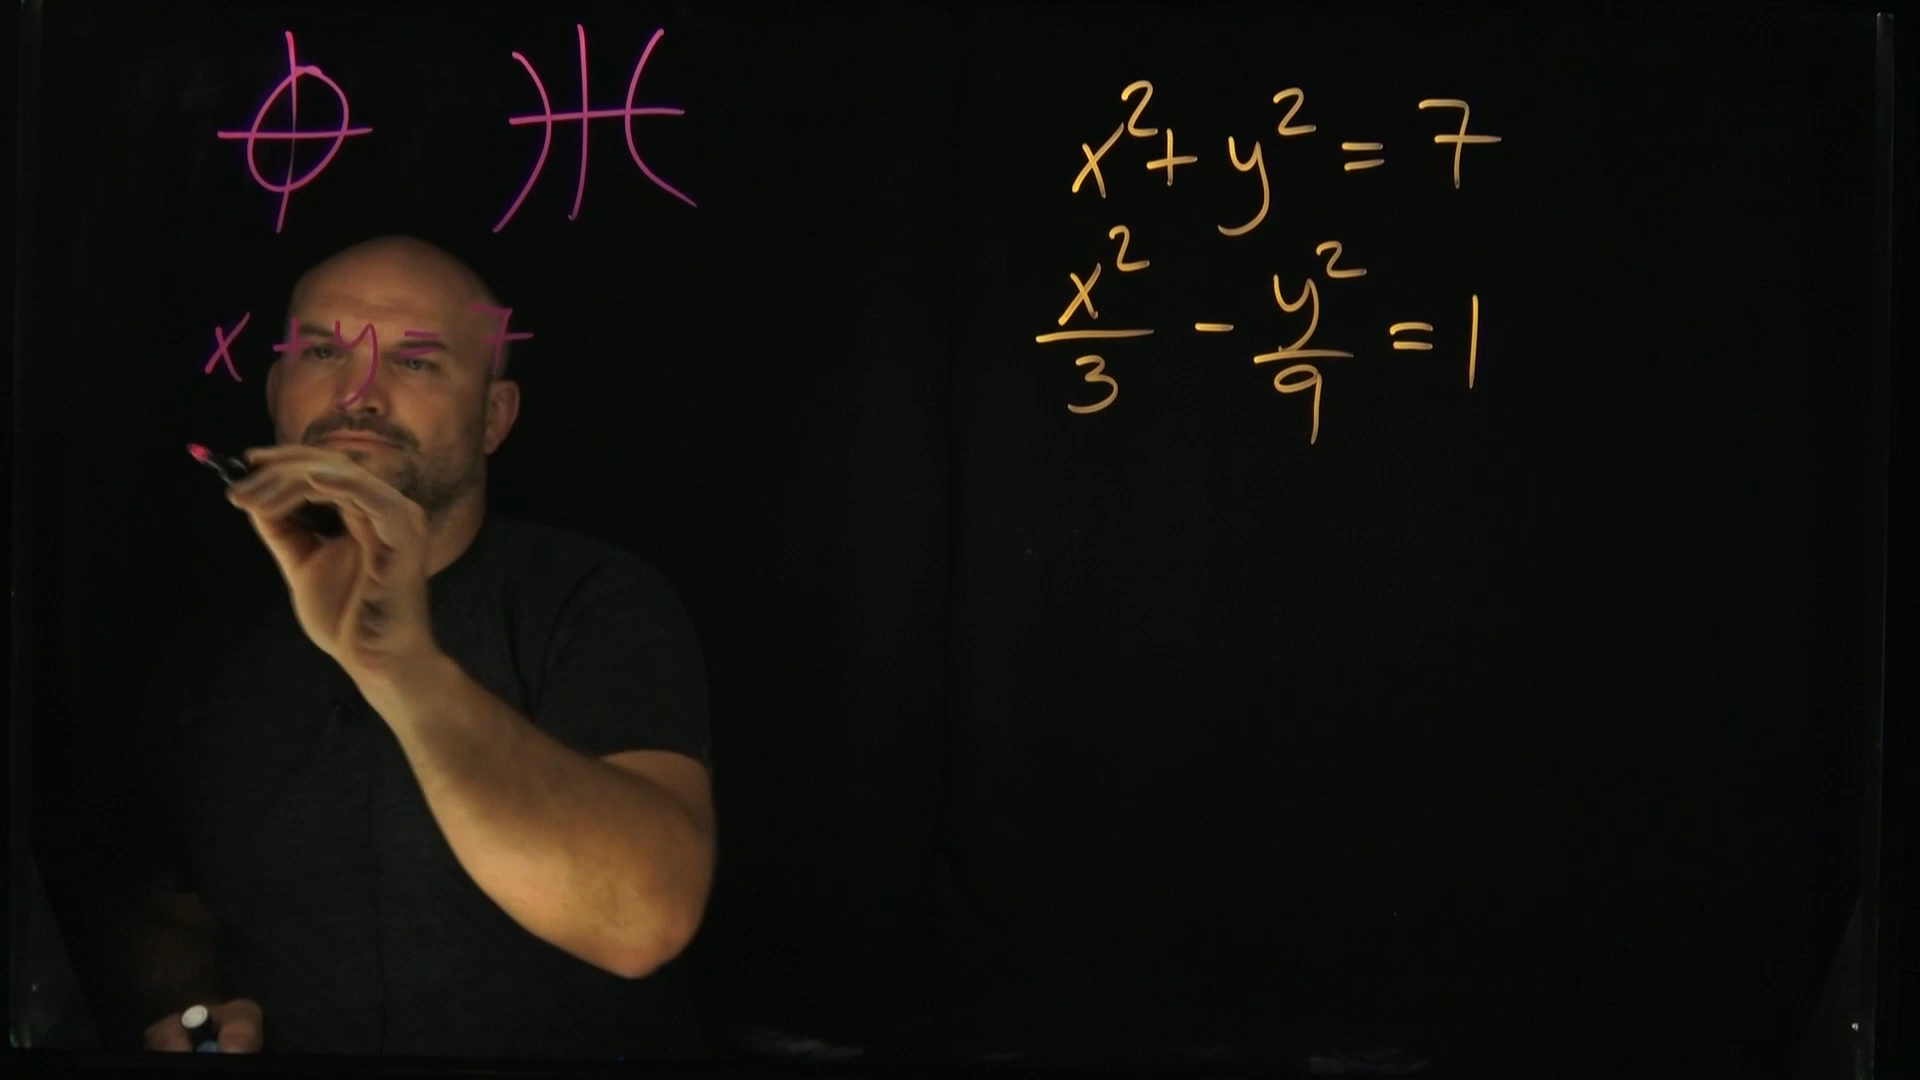 x² + y² = 7
x²/3 - y²/9 = 1
x + y = 7